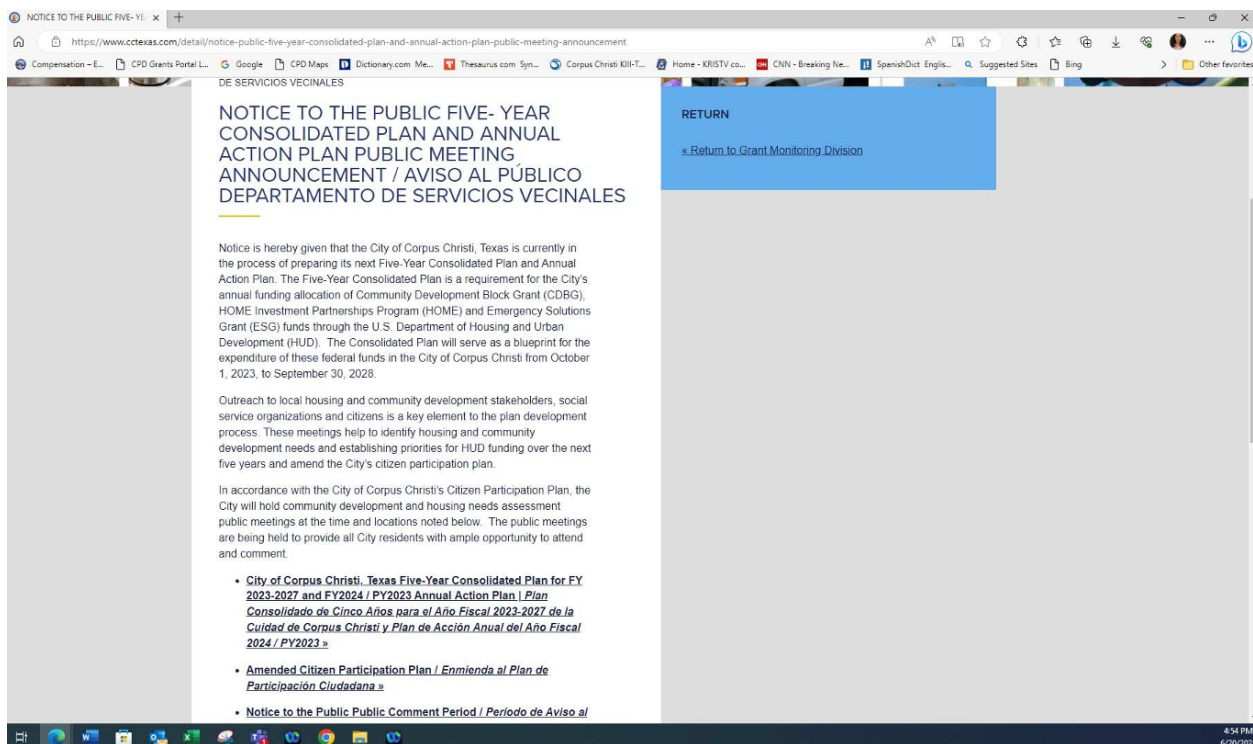 NOTICE TO THE PUBLIC FIVE- YE
https://www.cctexas.com/detail/notice-public-five-year-consolidated-plan-and-annual-action-plan-public-meeting-announcement
Compensation – E... CPD Grants Portal L... Google CPD Maps Dictionary.com Me... Thesaurus.com Syn... Corpus Christi KIII-T... Home - KRISTV co... CNN - Breaking Ne... SpanishDict Englis... Suggested Sites Bing Other favorites
DE SERVICIOS VECINALES
NOTICE TO THE PUBLIC FIVE- YEAR
CONSOLIDATED PLAN AND ANNUAL
ACTION PLAN PUBLIC MEETING
ANNOUNCEMENT / AVISO AL PÚBLICO
DEPARTAMENTO DE SERVICIOS VECINALES
RETURN
« Return to Grant Monitoring Division
Notice is hereby given that the City of Corpus Christi, Texas is currently in
the process of preparing its next Five-Year Consolidated Plan and Annual
Action Plan. The Five-Year Consolidated Plan is a requirement for the City's
annual funding allocation of Community Development Block Grant (CDBG),
HOME Investment Partnerships Program (HOME) and Emergency Solutions
Grant (ESG) funds through the U.S. Department of Housing and Urban
Development (HUD). The Consolidated Plan will serve as a blueprint for the
expenditure of these federal funds in the City of Corpus Christi from October
1, 2023, to September 30, 2028.
Outreach to local housing and community development stakeholders, social
service organizations and citizens is a key element to the plan development
process. These meetings help to identify housing and community
development needs and establishing priorities for HUD funding over the next
five years and amend the City's citizen participation plan.
In accordance with the City of Corpus Christi's Citizen Participation Plan, the
City will hold community development and housing needs assessment
public meetings at the time and locations noted below. The public meetings
are being held to provide all City residents with ample opportunity to attend
and comment.
• City of Corpus Christi, Texas Five-Year Consolidated Plan for FY
2023-2027 and FY2024 / PY2023 Annual Action Plan | Plan
Consolidado de Cinco Años para el Año Fiscal 2023-2027 de la
Cuidad de Corpus Christi y Plan de Acción Anual del Año Fiscal
2024 / PY2023 »
• Amended Citizen Participation Plan / Enmienda al Plan de
Participación Ciudadana »
• Notice to the Public Public Comment Period / Período de Aviso al
4:54 PM